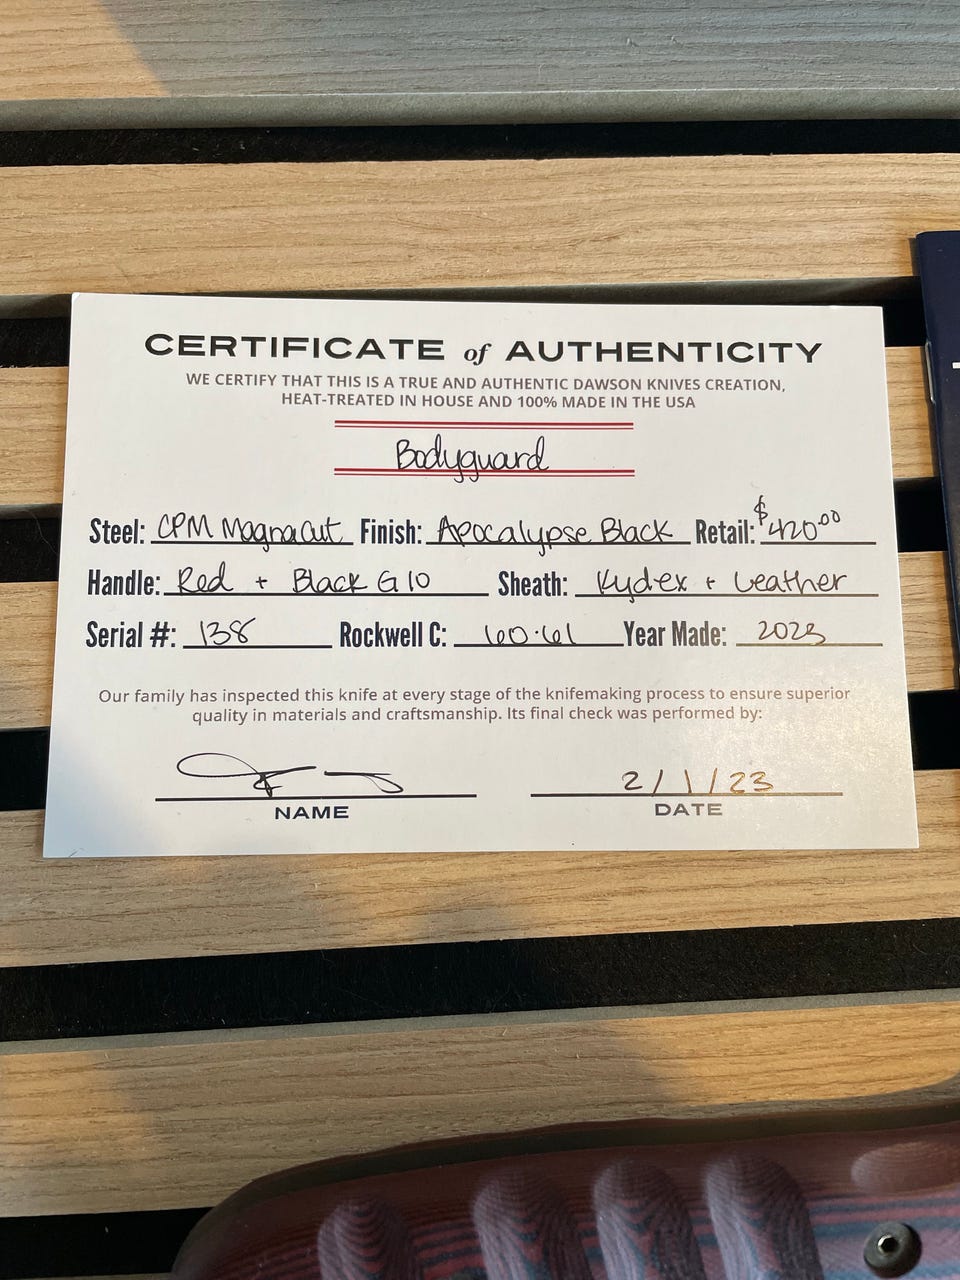 CERTIFICATE of AUTHENTICITY
WE CERTIFY THAT THIS IS A TRUE AND AUTHENTIC DAWSON KNIVES CREATION,
HEAT-TREATED IN HOUSE AND 100% MADE IN THE USA
Bodyguard
Steel: CPM MagnaCut Finish: Apocalypse Black Retail: $420.00
Handle: Red + Black G10 Sheath: Kydex + Leather
Serial #: 138 Rockwell C: 60-61 Year Made: 2023
Our family has inspected this knife at every stage of the knifemaking process to ensure superior
quality in materials and craftsmanship. Its final check was performed by:
2/1/23
NAME DATE